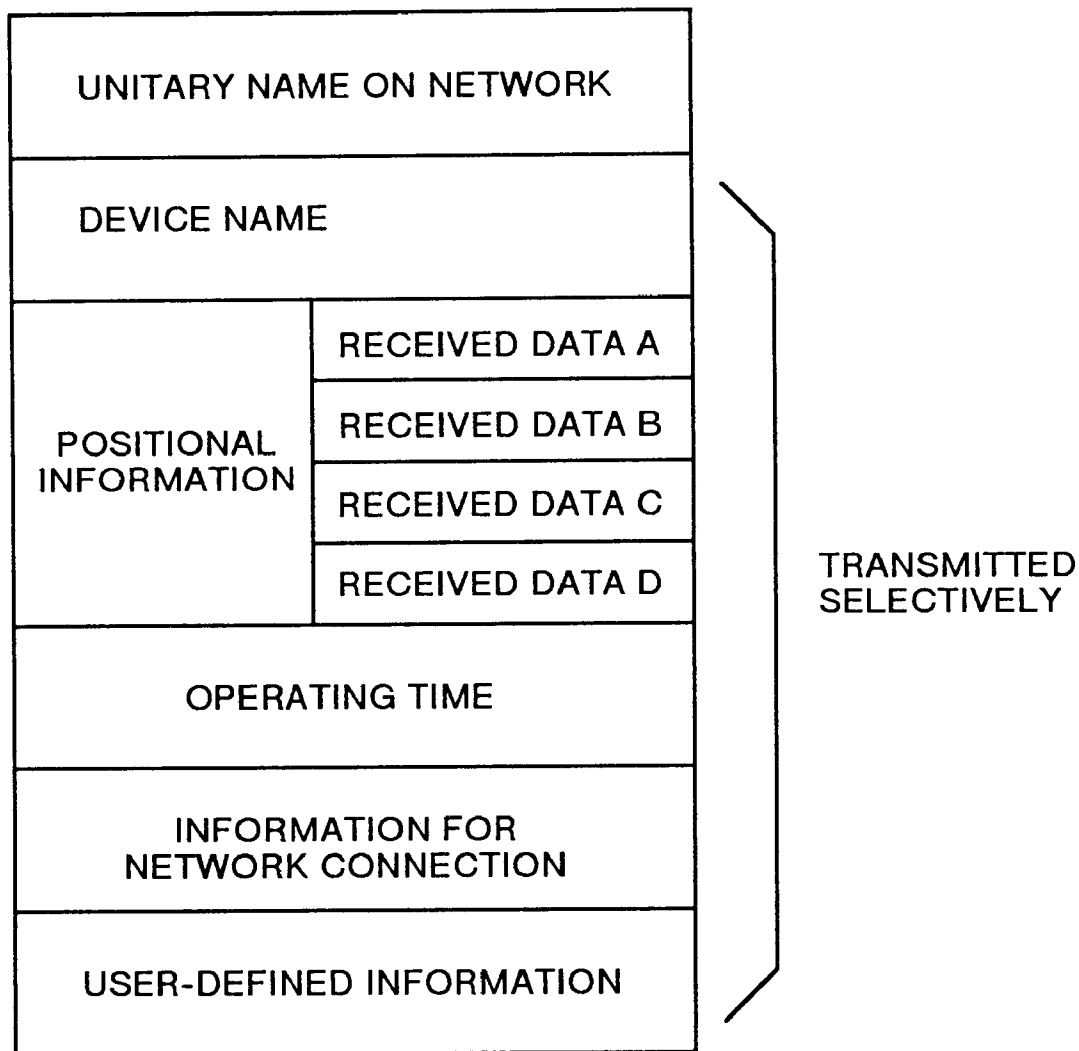 UNITARY NAME ON NETWORK
DEVICE NAME
POSITIONAL
INFORMATION
RECEIVED DATA A
RECEIVED DATA B
RECEIVED DATA C
RECEIVED DATA D
OPERATING TIME
INFORMATION FOR
NETWORK CONNECTION
USER-DEFINED INFORMATION
TRANSMITTED
SELECTIVELY